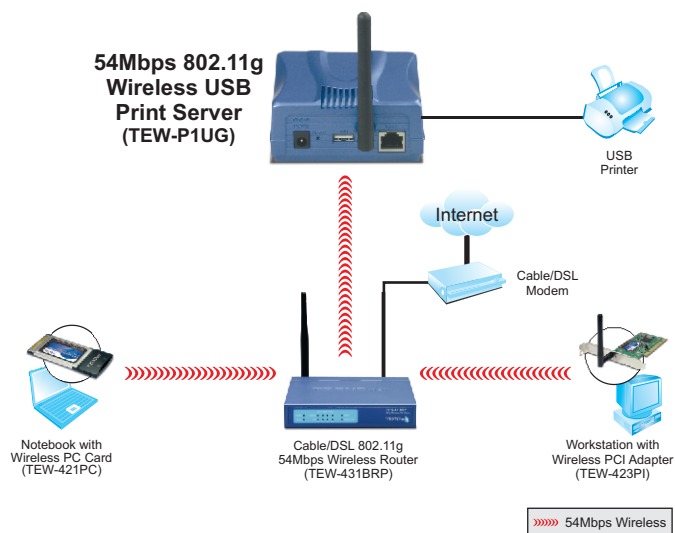 54Mbps 802.11g
Wireless USB
Print Server
(TEW-P1UG)
USB
Printer
Internet
Cable/DSL
Modem
Notebook with
Wireless PC Card
(TEW-421PC)
Cable/DSL 802.11g
54Mbps Wireless Router
(TEW-431BRP)
Workstation with
Wireless PCI Adapter
(TEW-423PI)
54Mbps Wireless